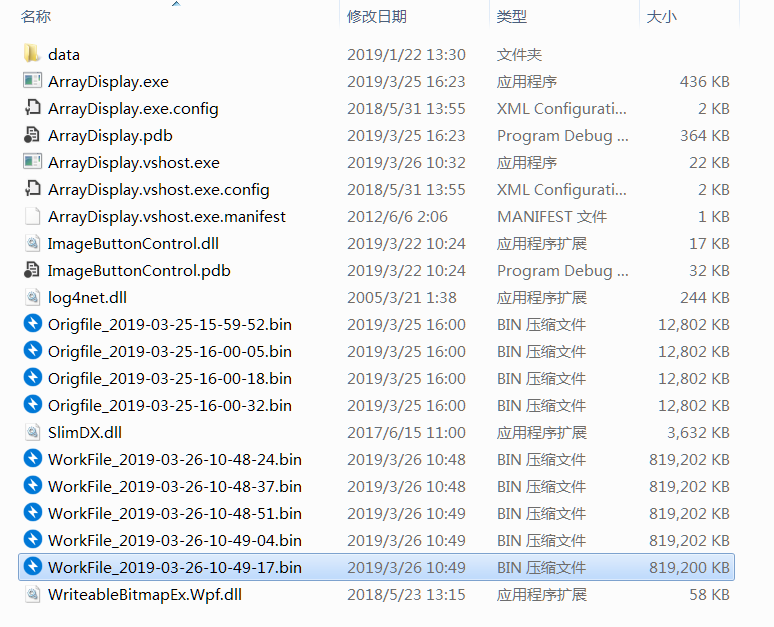 名称 修改日期 类型 大小
data 2019/1/22 13:30 文件夹
ArrayDisplay.exe 2019/3/25 16:23 应用程序 436 KB
ArrayDisplay.exe.config 2018/5/31 13:55 XML Configurati... 2 KB
ArrayDisplay.pdb 2019/3/25 16:23 Program Debug ... 364 KB
ArrayDisplay.vshost.exe 2019/3/26 10:32 应用程序 22 KB
ArrayDisplay.vshost.exe.config 2018/5/31 13:55 XML Configurati... 2 KB
ArrayDisplay.vshost.exe.manifest 2012/6/6 2:06 MANIFEST 文件 1 KB
ImageButtonControl.dll 2019/3/22 10:24 应用程序扩展 17 KB
ImageButtonControl.pdb 2019/3/22 10:24 Program Debug ... 32 KB
log4net.dll 2005/3/21 1:38 应用程序扩展 244 KB
Origfile_2019-03-25-15-59-52.bin 2019/3/25 16:00 BIN 压缩文件 12,802 KB
Origfile_2019-03-25-16-00-05.bin 2019/3/25 16:00 BIN 压缩文件 12,802 KB
Origfile_2019-03-25-16-00-18.bin 2019/3/25 16:00 BIN 压缩文件 12,802 KB
Origfile_2019-03-25-16-00-32.bin 2019/3/25 16:00 BIN 压缩文件 12,802 KB
SlimDX.dll 2017/6/15 11:00 应用程序扩展 3,632 KB
WorkFile_2019-03-26-10-48-24.bin 2019/3/26 10:48 BIN 压缩文件 819,202 KB
WorkFile_2019-03-26-10-48-37.bin 2019/3/26 10:48 BIN 压缩文件 819,202 KB
WorkFile_2019-03-26-10-48-51.bin 2019/3/26 10:49 BIN 压缩文件 819,202 KB
WorkFile_2019-03-26-10-49-04.bin 2019/3/26 10:49 BIN 压缩文件 819,202 KB
WorkFile_2019-03-26-10-49-17.bin 2019/3/26 10:49 BIN 压缩文件 819,200 KB
WriteableBitmapEx.Wpf.dll 2018/5/23 13:15 应用程序扩展 58 KB